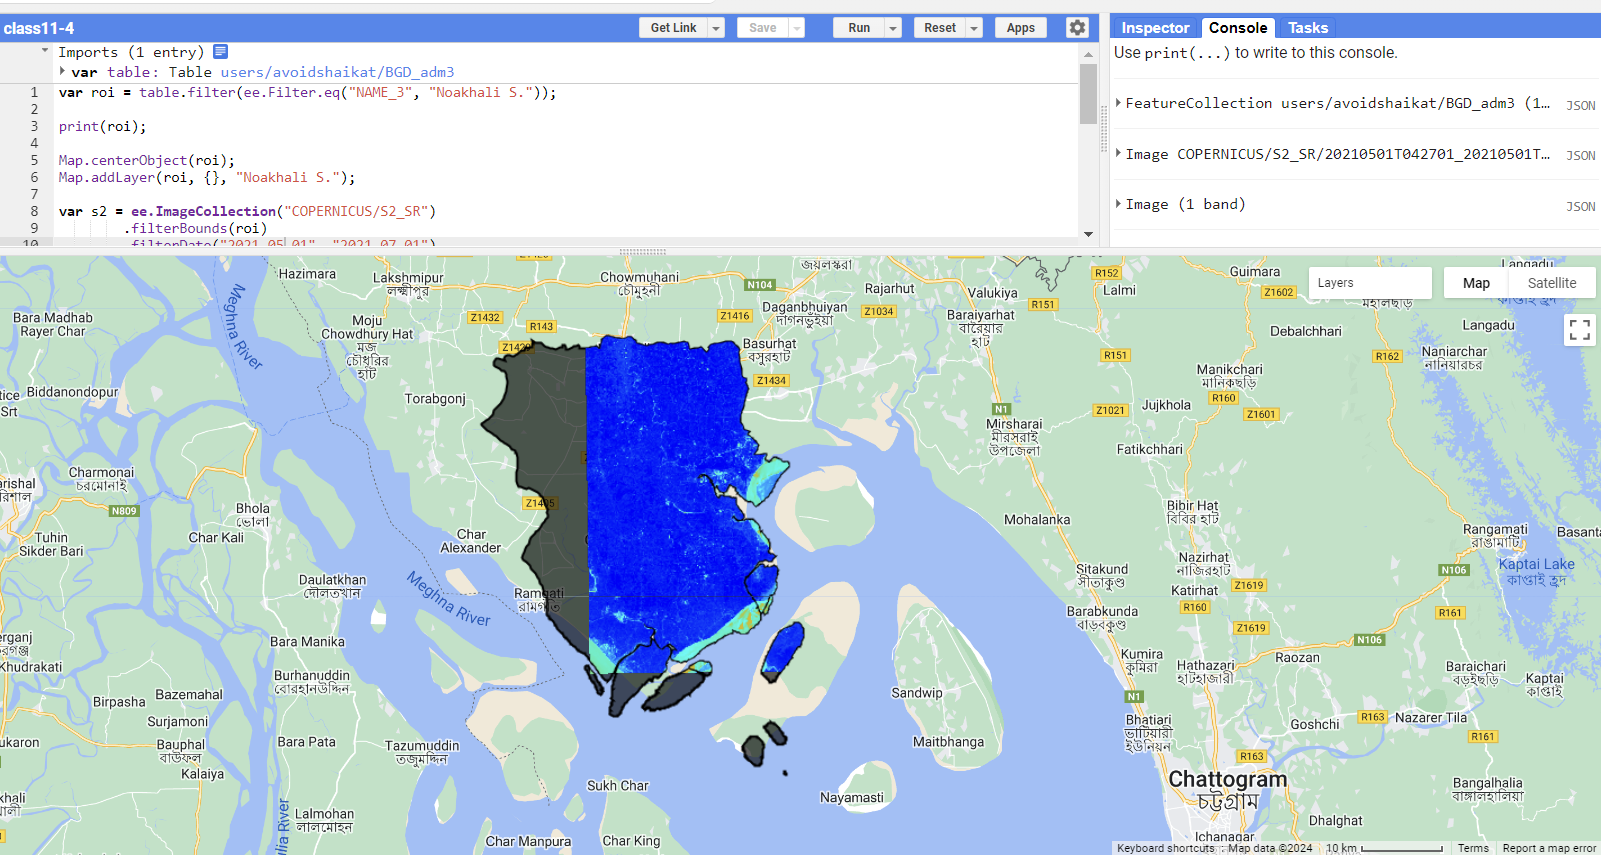 class11-4
Get Link
Save
Run
Reset
Apps
Inspector
Console
Tasks
Imports (1 entry)
var table: Table users/avoidshaikat/BGD_adm3
1 var roi = table.filter(ee.Filter.eq("NAME_3", "Noakhali S."));
2
3 print(roi);
4
5 Map.centerObject(roi);
6 Map.addLayer(roi, {}, "Noakhali S.");
7
8 var s2 = ee.ImageCollection("COPERNICUS/S2_SR")
9 .filterBounds(roi)
10 .filterDate("2021-05-01", "2021-07-01")
Use print(...) to write to this console.
FeatureCollection users/avoidshaikat/BGD_adm3 (1...
JSON
Image COPERNICUS/S2_SR/20210501T042701_20210501T...
JSON
Image (1 band)
JSON
Layers
Map
Satellite
Hazimara
Lakshmipur
লক্ষ্মীপুর
Chowmuhani
চৌমুহনী
N104
Rajarhut
Valukiya
R152
Lalmi
R151
Guimara
Z1602
Langadu
Debalchhari
Langadu
Bara Madhab
Rayer Char
Meghna River
Moju
Chowdhury Hat
মজু
চৌধুরির
হাট
Z1432
R143
Z1416
Daganbhuiyan
দাগনভূঁইয়া
Z1034
Baraiyarhat
বারৈয়ার
হাট
Basurhat
বসুরহাট
Z1434
R151
R162
Naniarchar
নানিয়ারচর
Biddanondopur
Torabgonj
Manikchari
মানিকছড়ি
R160
N1
Z1021
Jujkhola
Z1601
Mirsharai
মীরসরাই
উপজেলা
Fatikchhari
Charmonai
চরমোনাই
N809
Bhola
ভোলা
Char Kali
Tuhin
Sikder Bari
Z1405
Char
Alexander
Mohalanka
Bibir Hat
বিবির হাট
Rangamati
রাঙামাটি
Kaptai Lake
কাপ্তাই হ্রদ
N106
Daulatkhan
দৌলতখান
Meghna River
Ramgati
রামগতি
Sitakund
সীতাকুণ্ড
Nazirhat
নাজিরহাট
Katirhat
Z1619
R160
R161
Barabkunda
বাড়বকুণ্ড
Z1619
N106
Bara Manika
Khudrakati
Kumira
কুমিরা
Hathazari
হাটহাজারী
Raozan
Baraichari
বড়ইছড়ি
Kaptai
কাপ্তাই
Burhanuddin
বোরহানউদ্দিন
Bazemahal
Birpasha
Sandwip
N1
Surjamoni
Bhatiari
ভাটিয়ারী
ইউনিয়ন
Goshchi
R163
Nazarer Tila
R161
Bauphal
বাউফল
Kalaiya
Bara Pata
Tazumuddin
তজুমদ্দিন
Maitbhanga
R163
Sukh Char
Nayamasti
Chattogram
চট্টগ্রাম
Bangalhalia
বাঙ্গালহালিয়া
Lalmohan
লালমোহন
Char Manpura
Char King
Dhalghat
Ichanagar
Keyboard shortcuts
Map data ©2024
10 km
Terms
Report a map error